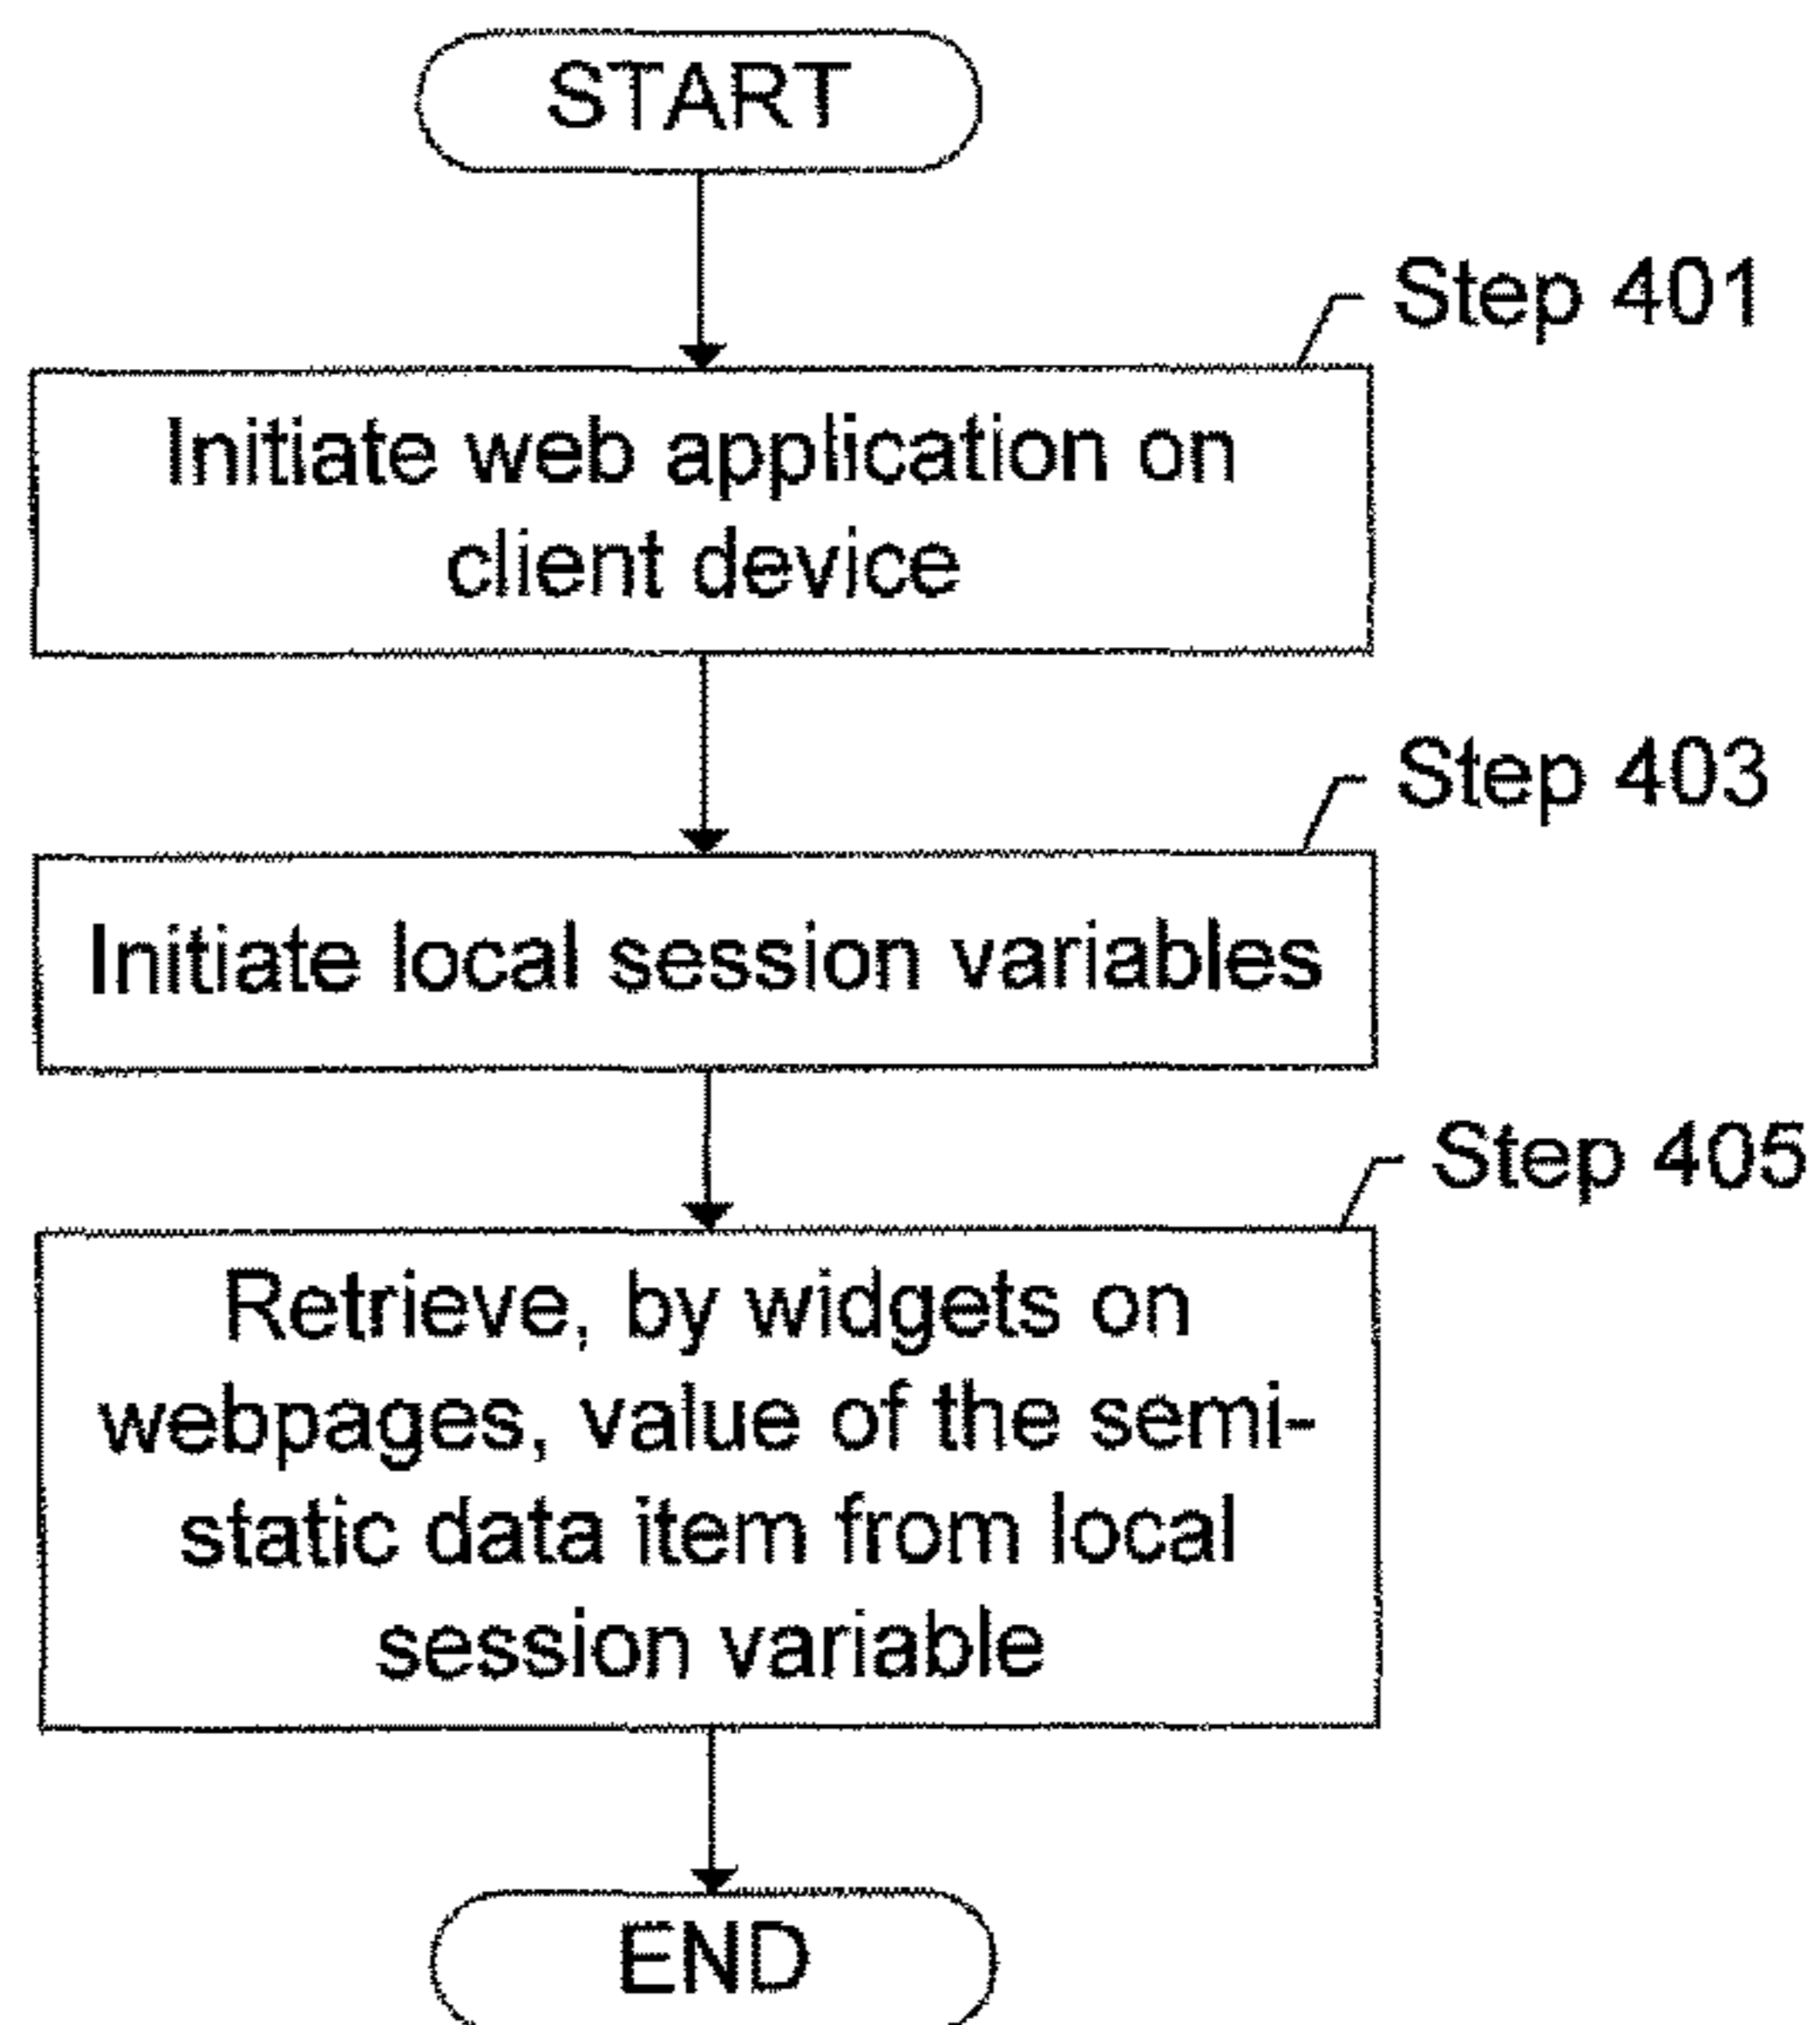 START
Step 401
Initiate web application on
client device
Step 403
Initiate local session variables
Step 405
Retrieve, by widgets on
webpages, value of the semi-
static data item from local
session variable
END